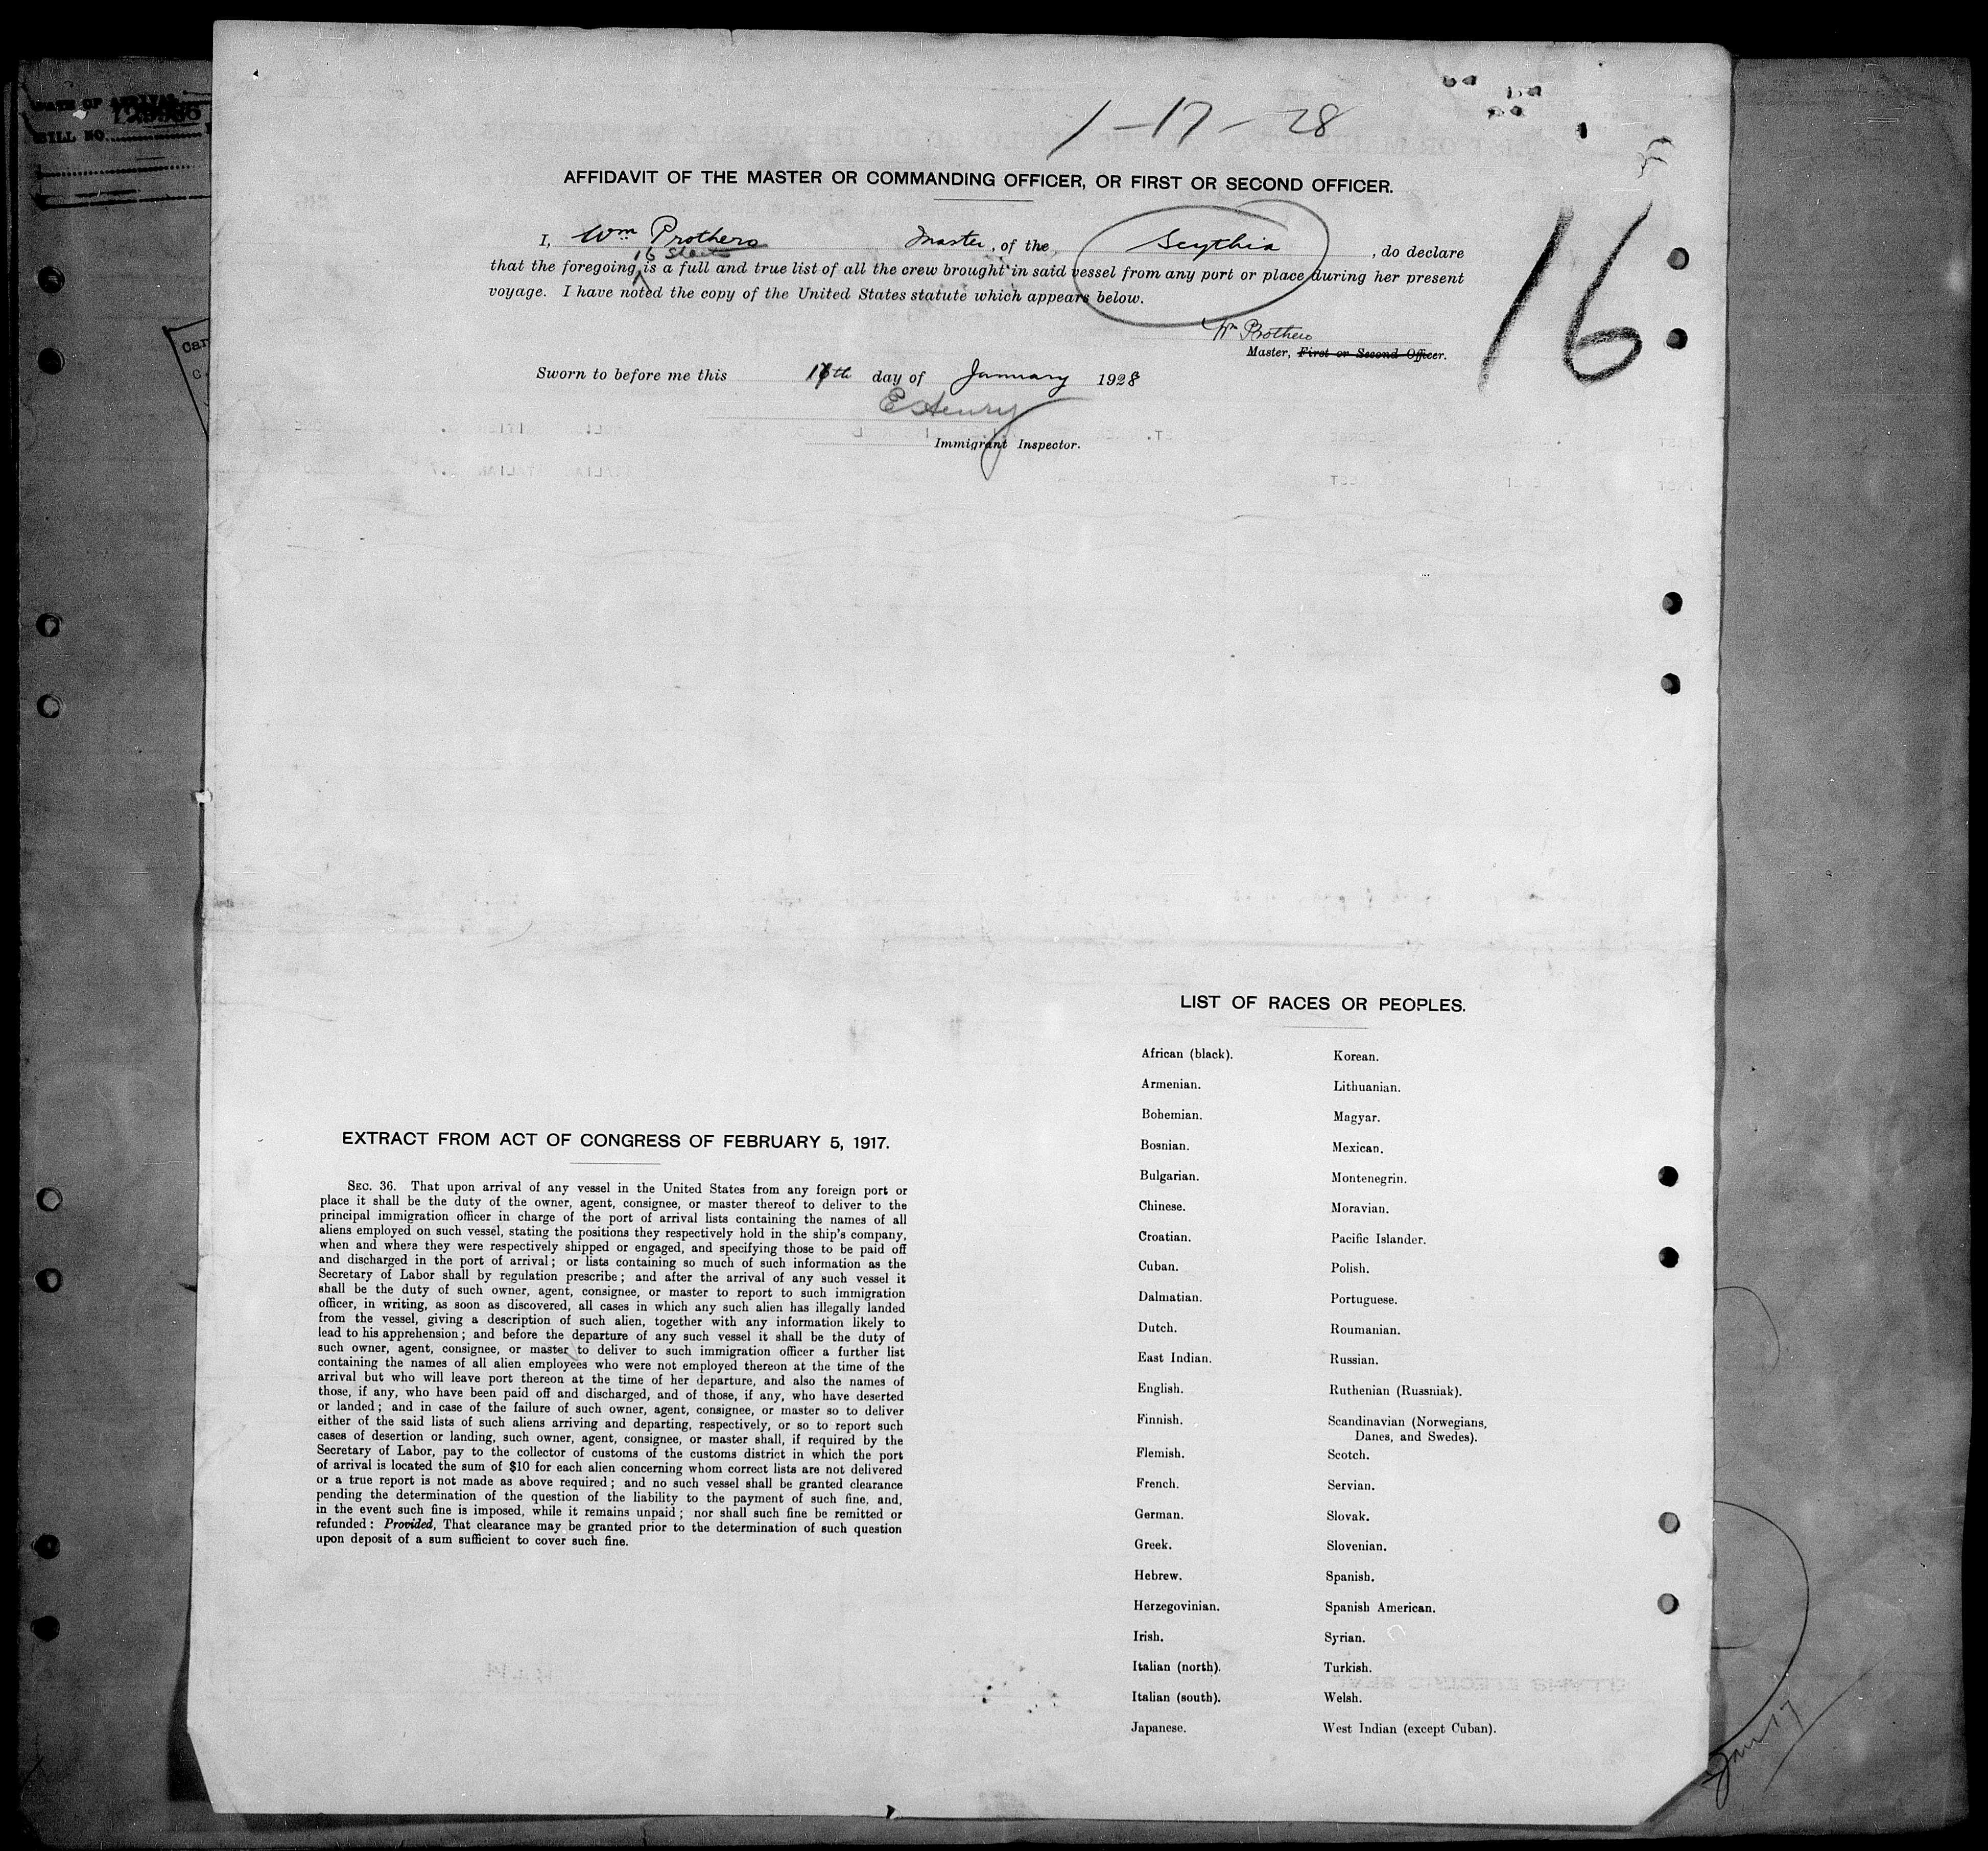 DATE OF ARRIVAL
BILL NO.
Car
C.
1-17-28
AFFIDAVIT OF THE MASTER OR COMMANDING OFFICER, OR FIRST OR SECOND OFFICER.
I, Wm Prothero Master, of the Scythia, do declare
16 Sheets
that the foregoing is a full and true list of all the crew brought in said vessel from any port or place during her present
voyage. I have noted the copy of the United States statute which appears below.
16
Wm Prothero
Master, First or Second Officer.
Sworn to before me this 17th day of January 1928
E Henry
Immigrant Inspector.
LIST OF RACES OR PEOPLES.
African (black). Korean.
Armenian. Lithuanian.
Bohemian. Magyar.
Bosnian. Mexican.
Bulgarian. Montenegrin.
Chinese. Moravian.
Croatian. Pacific Islander.
Cuban. Polish.
Dalmatian. Portuguese.
Dutch. Roumanian.
East Indian. Russian.
English. Ruthenian (Russniak).
Finnish. Scandinavian (Norwegians,
Danes, and Swedes).
Flemish. Scotch.
French. Servian.
German. Slovak.
Greek. Slovenian.
Hebrew. Spanish.
Herzegovinian. Spanish American.
Irish. Syrian.
Italian (north). Turkish.
Italian (south). Welsh.
Japanese. West Indian (except Cuban).
EXTRACT FROM ACT OF CONGRESS OF FEBRUARY 5, 1917.
SEC. 36. That upon arrival of any vessel in the United States from any foreign port or
place it shall be the duty of the owner, agent, consignee, or master thereof to deliver to the
principal immigration officer in charge of the port of arrival lists containing the names of all
aliens employed on such vessel, stating the positions they respectively hold in the ship's company,
when and where they were respectively shipped or engaged, and specifying those to be paid off
and discharged in the port of arrival; or lists containing so much of such information as the
Secretary of Labor shall by regulation prescribe; and after the arrival of any such vessel it
shall be the duty of such owner, agent, consignee, or master to report to such immigration
officer, in writing, as soon as discovered, all cases in which any such alien has illegally landed
from the vessel, giving a description of such alien, together with any information likely to
lead to his apprehension; and before the departure of any such vessel it shall be the duty of
such owner, agent, consignee, or master to deliver to such immigration officer a further list
containing the names of all alien employees who were not employed thereon at the time of the
arrival but who will leave port thereon at the time of her departure, and also the names of
those, if any, who have been paid off and discharged, and of those, if any, who have deserted
or landed; and in case of the failure of such owner, agent, consignee, or master so to deliver
either of the said lists of such aliens arriving and departing, respectively, or so to report such
cases of desertion or landing, such owner, agent, consignee, or master shall, if required by the
Secretary of Labor, pay to the collector of customs of the customs district in which the port
of arrival is located the sum of $10 for each alien concerning whom correct lists are not delivered
or a true report is not made as above required; and no such vessel shall be granted clearance
pending the determination of the question of the liability to the payment of such fine, and,
in the event such fine is imposed, while it remains unpaid; nor shall such fine be remitted or
refunded: Provided, That clearance may be granted prior to the determination of such question
upon deposit of a sum sufficient to cover such fine.
Jan 17